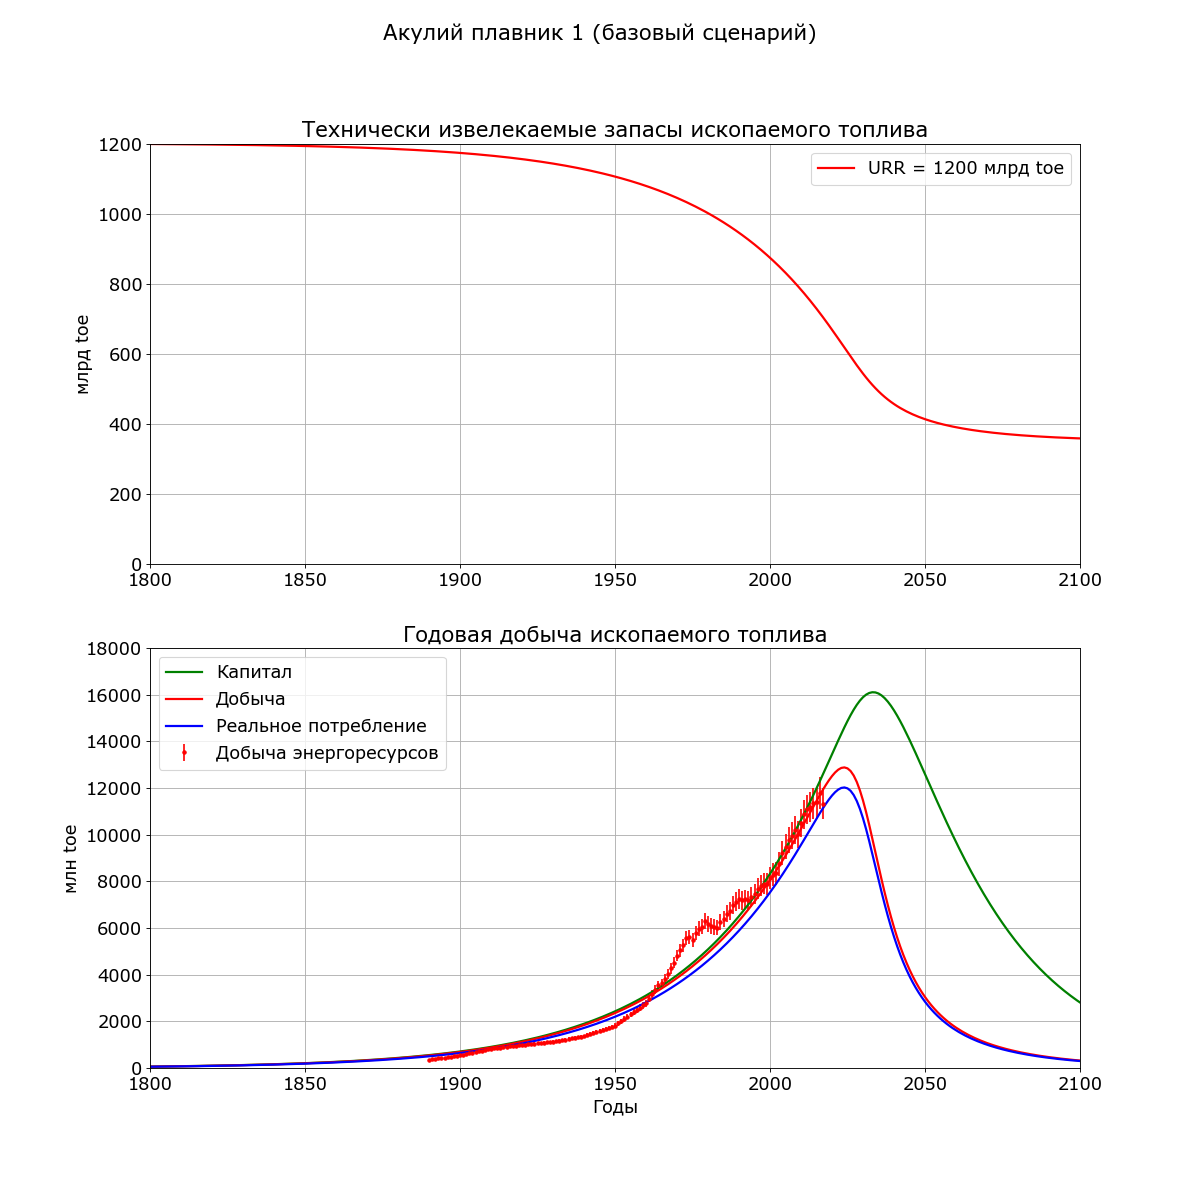 Акулий плавник 1 (базовый сценарий)
Технически извелекаемые запасы ископаемого топлива
URR = 1200 млрд toe
млрд toe
1200
1000
800
600
400
200
0
1800 1850 1900 1950 2000 2050 2100
Годовая добыча ископаемого топлива
Капитал
Добыча
Реальное потребление
Добыча энергоресурсов
млн toe
18000
16000
14000
12000
10000
8000
6000
4000
2000
0
1800 1850 1900 1950 2000 2050 2100
Годы